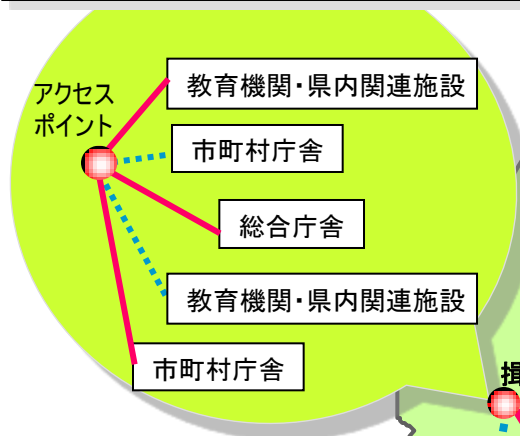 アクセス
ポイント
教育機関・県内関連施設
市町村庁舎
総合庁舎
教育機関・県内関連施設
市町村庁舎
揖